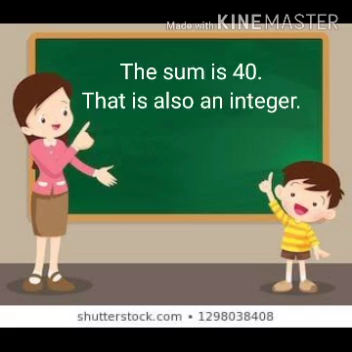 Made with KINEMASTER
The sum is 40.
That is also an integer.
shutterstock.com • 1298038408